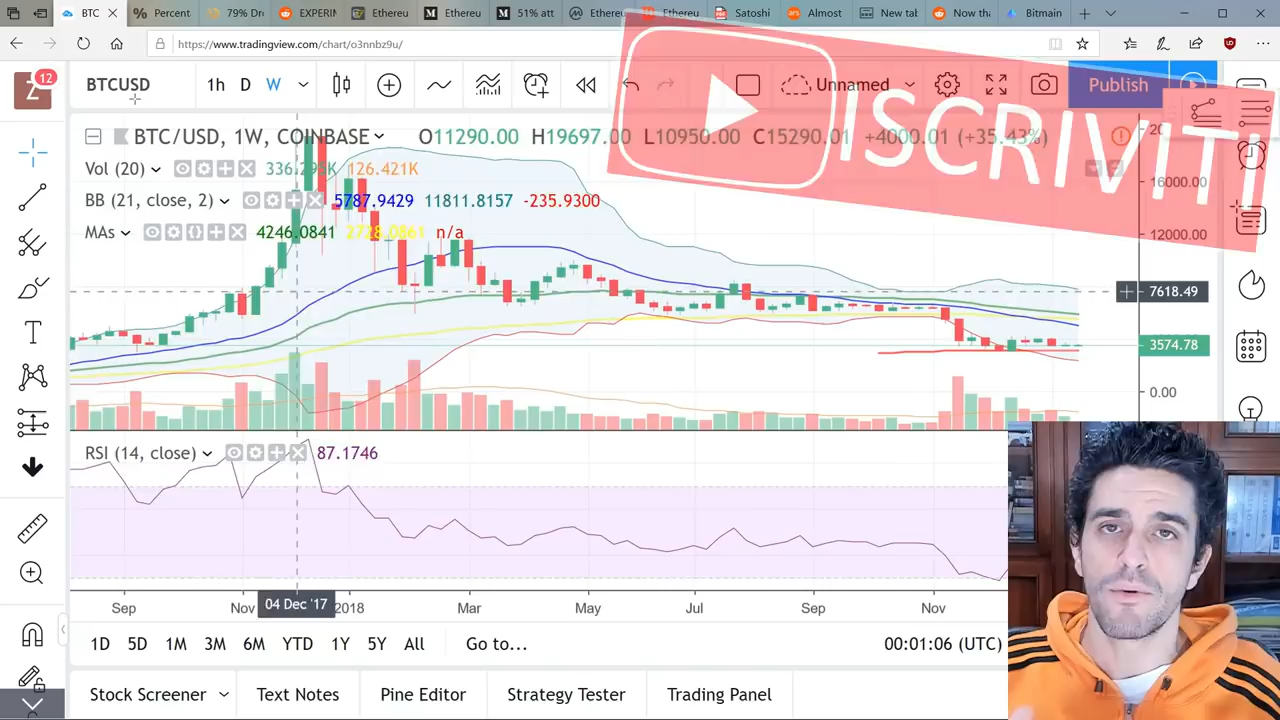 BTC
Percent
79% Dr
EXPERIM
Ethereu
Ethereu
51% att
Ethereu
Ethereu
Satoshi
Almost
New tab
Now tha
Bitmain
https://www.tradingview.com/chart/o3nnbz9u/
12
BTCUSD
1h
D
W
Unnamed
Publish
ISCRIVITI
BTC/USD, 1W, COINBASE
O11290.00 H19697.00 L10950.00 C15290.01 +4000.01 (+35.43%)
Vol (20)
126.421K
BB (21, close, 2)
5787.9429 11811.8157 -235.9300
MAs
4246.0841 2728.0861 n/a
16000.00
12000.00
7618.49
3574.78
0.00
RSI (14, close)
87.1746
Sep
Nov
04 Dec '17
2018
Mar
May
Jul
Sep
Nov
1D 5D 1M 3M 6M YTD 1Y 5Y All
Go to...
00:01:06 (UTC)
Stock Screener
Text Notes
Pine Editor
Strategy Tester
Trading Panel